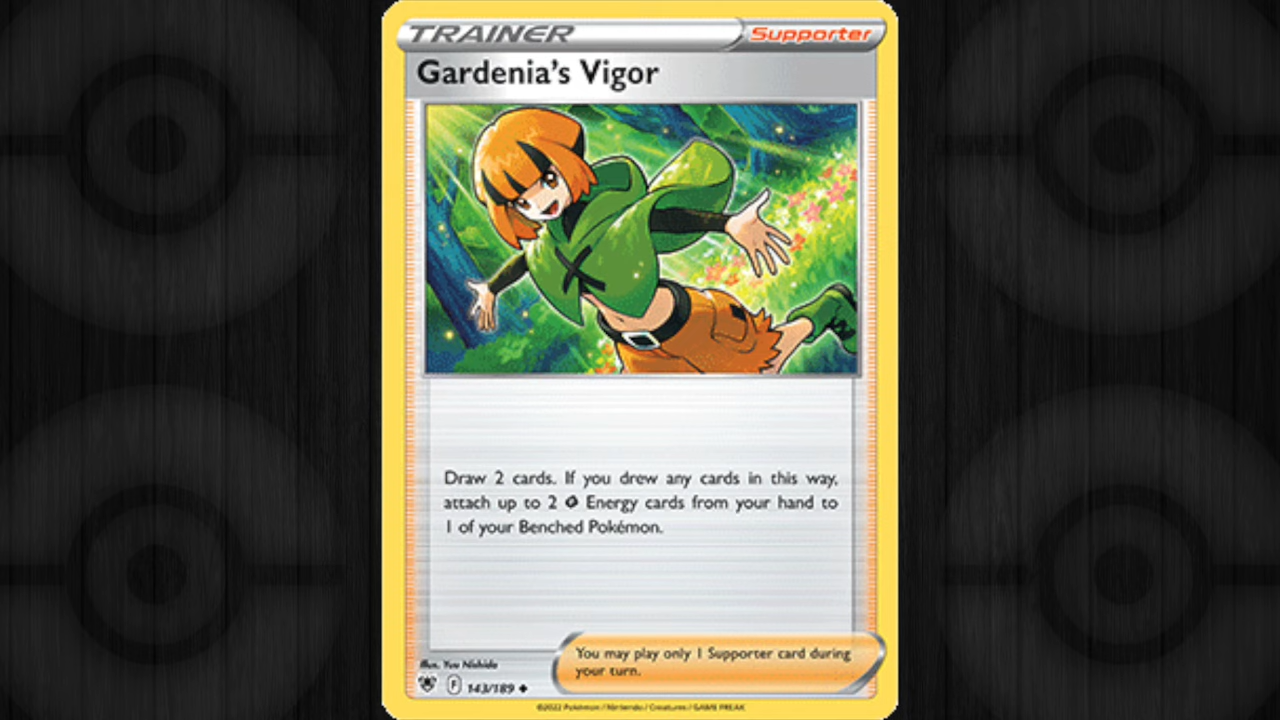 TRAINER
Supporter
Gardenia's Vigor
Draw 2 cards. If you drew any cards in this way,
attach up to 2 Energy cards from your hand to
1 of your Benched Pokémon.
You may play only 1 Supporter card during
your turn.
Illus. Yuu Nishida
F 143/189
©2022 Pokémon / Nintendo / Creatures / GAME FREAK